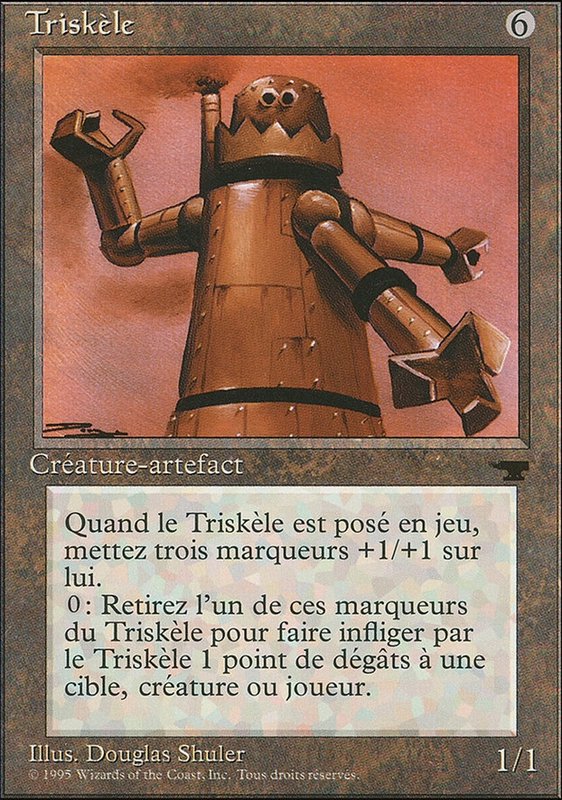 Triskèle
6
Créature-artefact
Quand le Triskèle est posé en jeu,
mettez trois marqueurs +1/+1 sur
lui.
0: Retirez l'un de ces marqueurs
du Triskèle pour faire infliger par
le Triskèle 1 point de dégâts à une
cible, créature ou joueur.
Illus. Douglas Shuler
1/1
© 1995 Wizards of the Coast, Inc. Tous droits réservés.